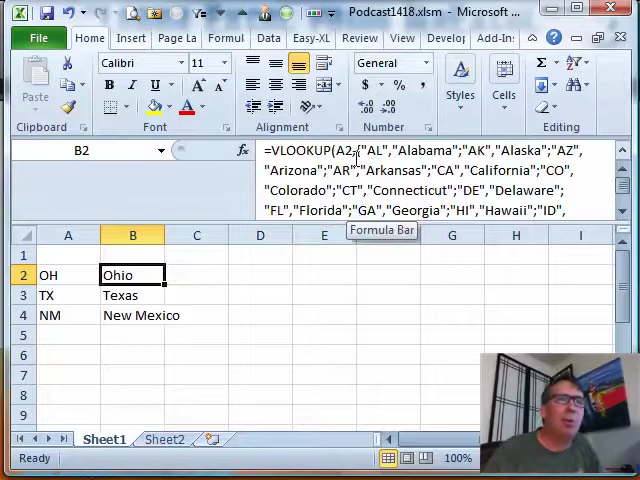 Podcast1418.xlsm - Microsoft ...
File Home Insert Page La Formul Data Easy-XL Review View Develop Add-Ins
Paste
Calibri 11
General
B I U A A
$ % ,
Styles Cells
Clipboard Font Alignment Number
B2 fx =VLOOKUP(A2,{"AL","Alabama";"AK","Alaska";"AZ",
"Arizona";"AR","Arkansas";"CA","California";"CO",
"Colorado";"CT","Connecticut";"DE","Delaware";
"FL","Florida";"GA","Georgia";"HI","Hawaii";"ID",
Formula Bar
A B C D E F G H I
1
2 OH Ohio
3 TX Texas
4 NM New Mexico
5
6
7
8
9
Sheet1 Sheet2
Ready 100%